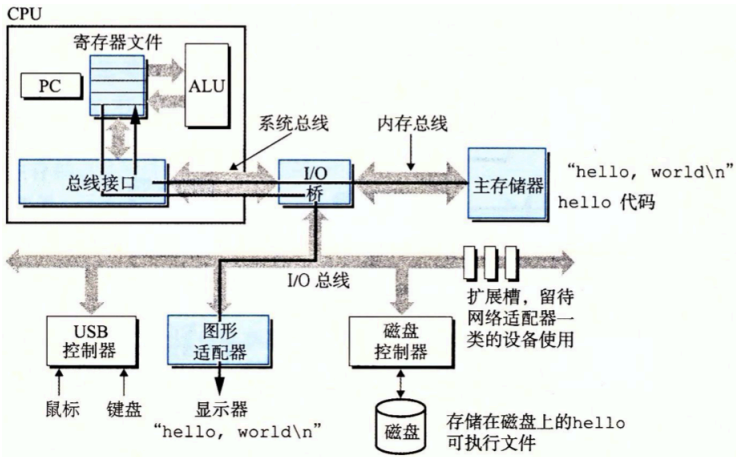 CPU
寄存器文件
PC
ALU
系统总线
内存总线
总线接口
I/O
桥
主存储器
“hello, world\n”
hello 代码
I/O 总线
扩展槽，留待
网络适配器一
类的设备使用
USB
控制器
图形
适配器
磁盘
控制器
鼠标
键盘
显示器
“hello, world\n”
磁盘
存储在磁盘上的hello
可执行文件